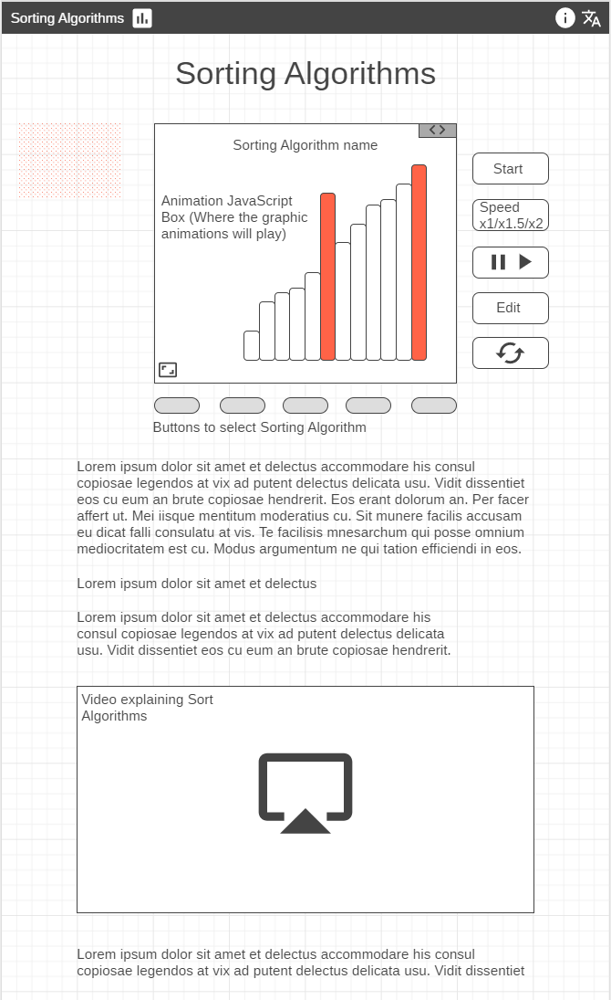 Sorting Algorithms
Sorting Algorithms
Sorting Algorithm name
Animation JavaScript
Box (Where the graphic
animations will play)
Start
Speed
x1/x1.5/x2
Edit
Buttons to select Sorting Algorithm
Lorem ipsum dolor sit amet et delectus accommodare his consul
copiosae legendos at vix ad putent delectus delicata usu. Vidit dissentiet
eos cu eum an brute copiosae hendrerit. Eos erant dolorum an. Per facer
affert ut. Mei iisque mentitum moderatius cu. Sit munere facilis accusam
eu dicat falli consulatu at vis. Te facilisis mnesarchum qui posse omnium
mediocritatem est cu. Modus argumentum ne qui tation efficiendi in eos.
Lorem ipsum dolor sit amet et delectus
Lorem ipsum dolor sit amet et delectus accommodare his
consul copiosae legendos at vix ad putent delectus delicata
usu. Vidit dissentiet eos cu eum an brute copiosae hendrerit.
Video explaining Sort
Algorithms
Lorem ipsum dolor sit amet et delectus accommodare his consul
copiosae legendos at vix ad putent delectus delicata usu. Vidit dissentiet